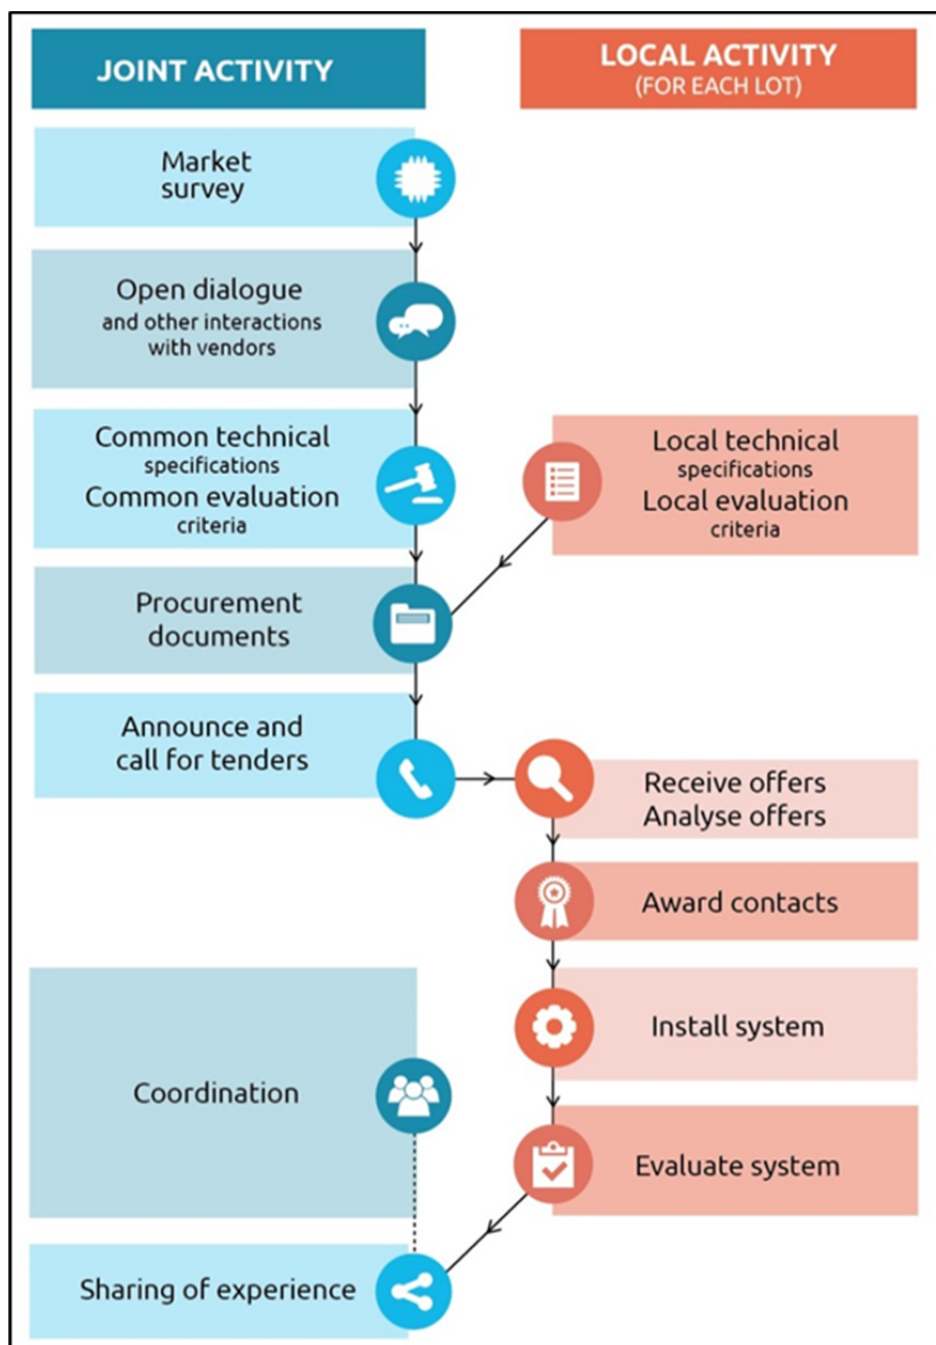 JOINT ACTIVITY
LOCAL ACTIVITY
(FOR EACH LOT)
Market
survey
Open dialogue
and other interactions
with vendors
Common technical
specifications
Common evaluation
criteria
Local technical
specifications
Local evaluation
criteria
Procurement
documents
Announce and
call for tenders
Receive offers
Analyse offers
Award contacts
Install system
Coordination
Evaluate system
Sharing of experience